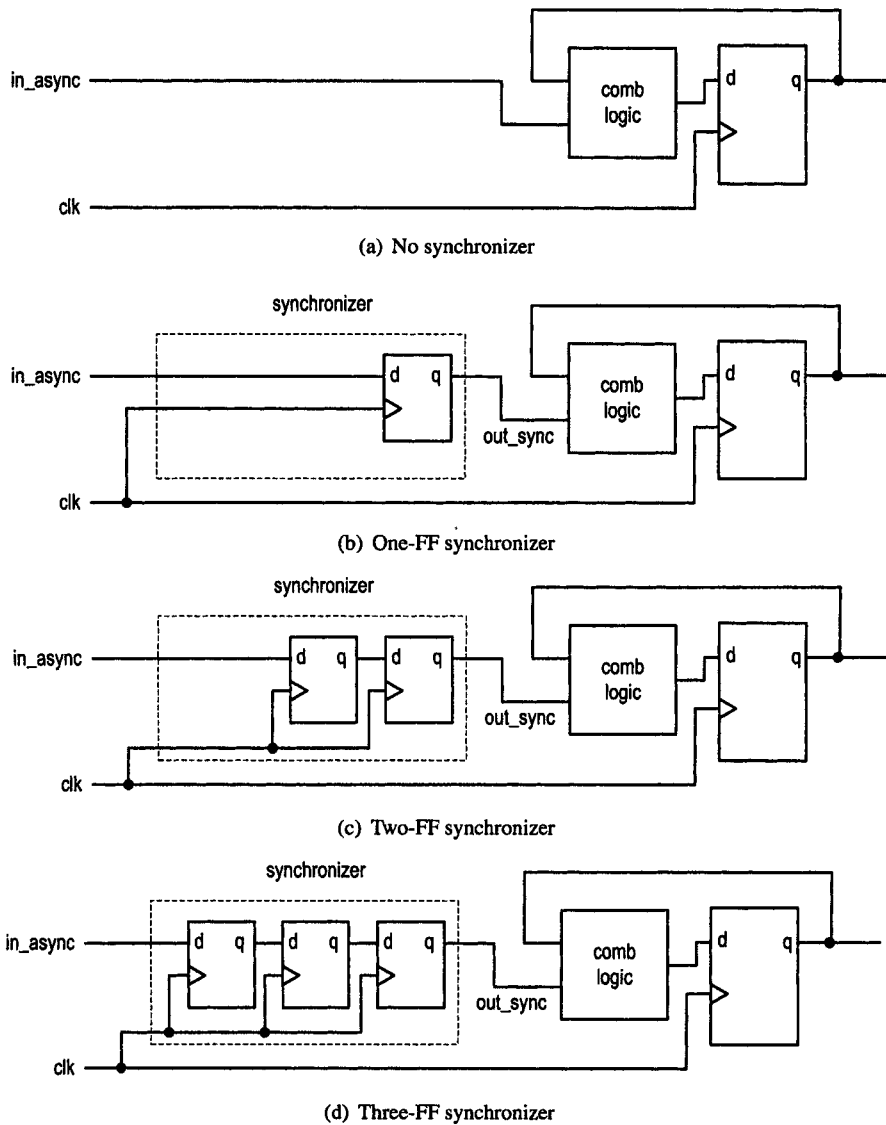 in_async
comb
logic
d q
clk
(a) No synchronizer
synchronizer
in_async
d q
out_sync
comb
logic
d q
clk
(b) One-FF synchronizer
synchronizer
in_async
d q d q
out_sync
comb
logic
d q
clk
(c) Two-FF synchronizer
synchronizer
in_async
d q d q d q
out_sync
comb
logic
d q
clk
(d) Three-FF synchronizer